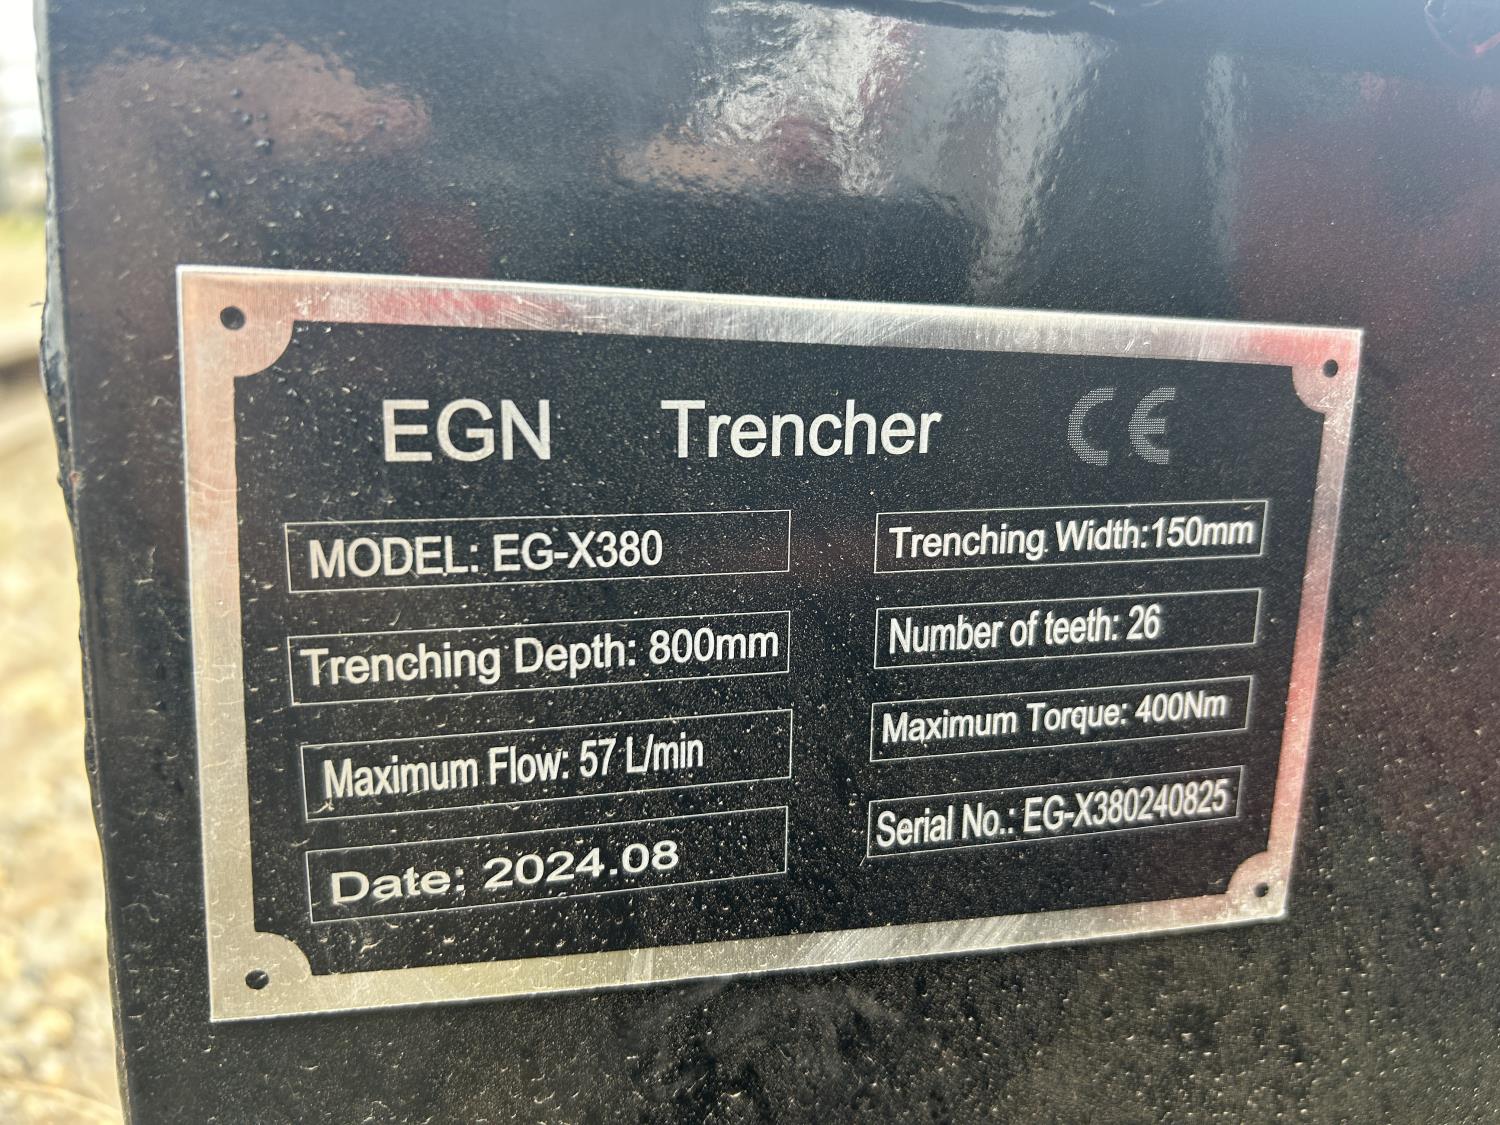 EGN Trencher CE
MODEL: EG-X380
Trenching Width:150mm
Trenching Depth: 800mm
Number of teeth: 26
Maximum Flow: 57 L/min
Maximum Torque: 400Nm
Date: 2024.08
Serial No.: EG-X380240825